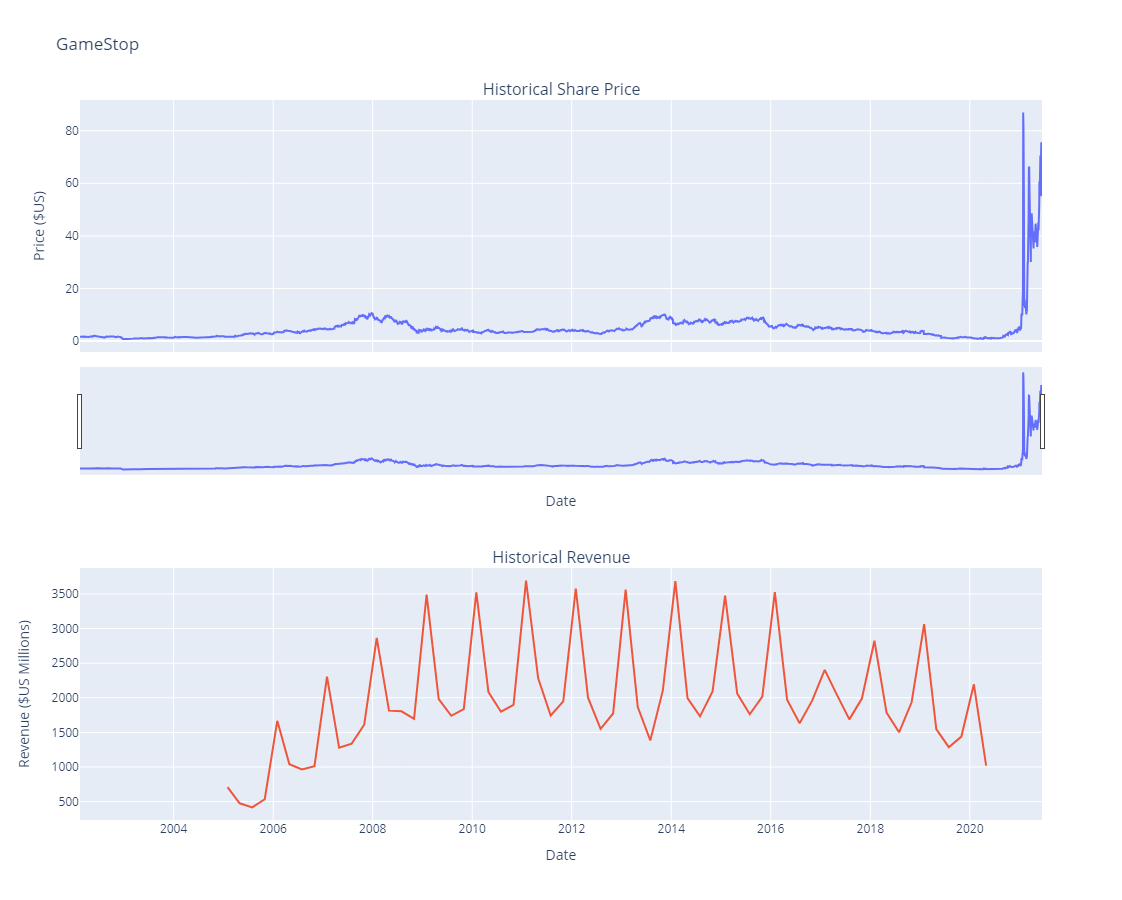 GameStop
Historical Share Price
80
60
40
20
0
Price ($US)
Date
Historical Revenue
3500
3000
2500
2000
1500
1000
500
Revenue ($US Millions)
2004 2006 2008 2010 2012 2014 2016 2018 2020
Date